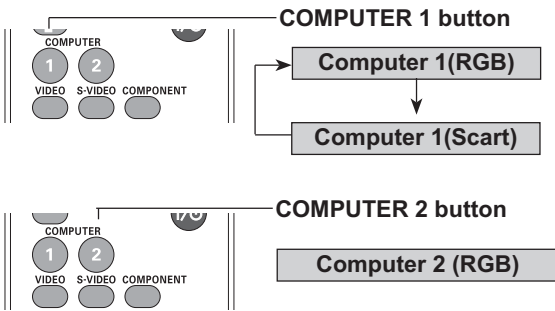 COMPUTER 1 button
COMPUTER
1 2
VIDEO S-VIDEO COMPONENT
Computer 1(RGB)
Computer 1(Scart)
COMPUTER 2 button
COMPUTER
1 2
VIDEO S-VIDEO COMPONENT
Computer 2 (RGB)